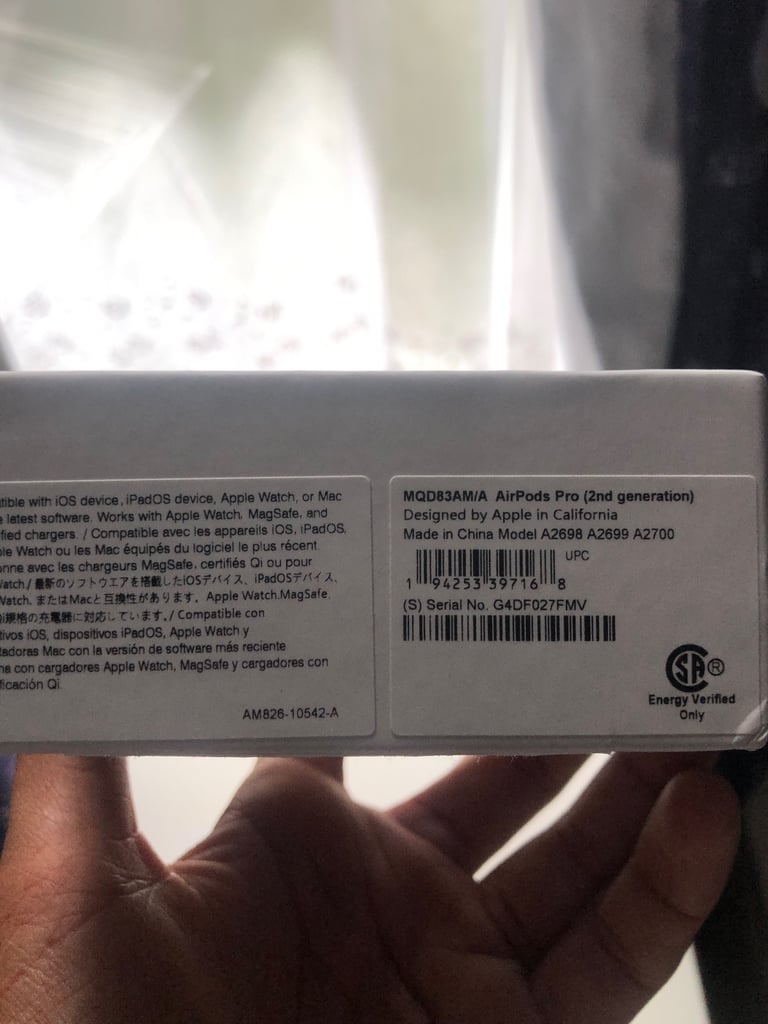 tible with iOS device, iPadOS device, Apple Watch, or Mac
latest software. Works with Apple Watch, MagSafe, and
fied chargers. / Compatible avec les appareils iOS, iPadOS,
le Watch ou les Mac équipés du logiciel le plus récent.
onne avec les chargeurs MagSafe, certifiés Qi ou pour
Watch / 最新のソフトウエアを搭載したiOSデバイス、iPadOSデバイス、
Watch、またはMacと互換性があります。Apple Watch、MagSafe、
Qi規格の充電器に対応しています。/ Compatible con
tivos iOS, dispositivos iPadOS, Apple Watch y
tadoras Mac con la versión de software más reciente
na con cargadores Apple Watch, MagSafe y cargadores con
ficación Qi.
AM826-10542-A
MQD83AM/A AirPods Pro (2nd generation)
Designed by Apple in California
Made in China Model A2698 A2699 A2700
UPC
1 94253 39716 8
(S) Serial No. G4DF027FMV
SA ®
Energy Verified
Only